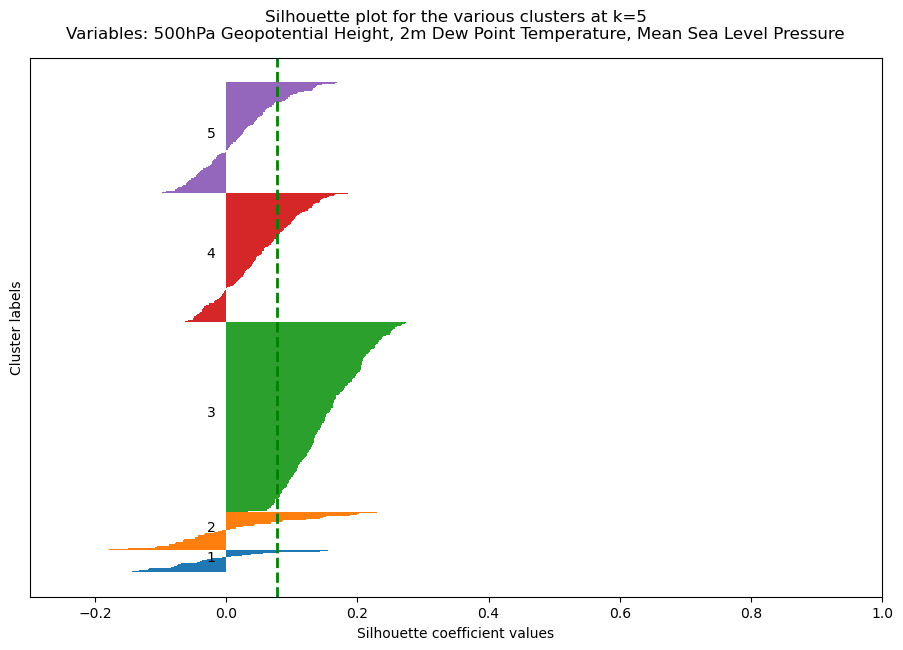 Silhouette plot for the various clusters at k=5
Variables: 500hPa Geopotential Height, 2m Dew Point Temperature, Mean Sea Level Pressure
Cluster labels
5
4
3
2
1
−0.2 0.0 0.2 0.4 0.6 0.8 1.0
Silhouette coefficient values